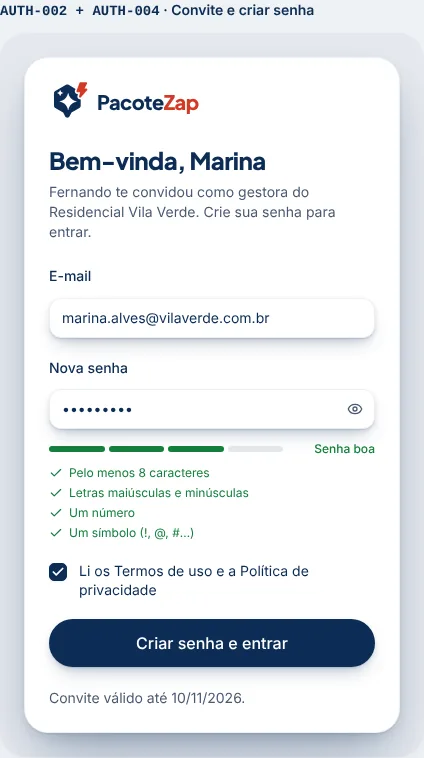 AUTH-002 + AUTH-004 · Convite e criar senha
PacoteZap
Bem-vinda, Marina
Fernando te convidou como gestora do
Residencial Vila Verde. Crie sua senha para
entrar.
E-mail
marina.alves@vilaverde.com.br
Nova senha
•••••••••
Senha boa
Pelo menos 8 caracteres
Letras maiúsculas e minúsculas
Um número
Um símbolo (!, @, #...)
Li os Termos de uso e a Política de
privacidade
Criar senha e entrar
Convite válido até 10/11/2026.